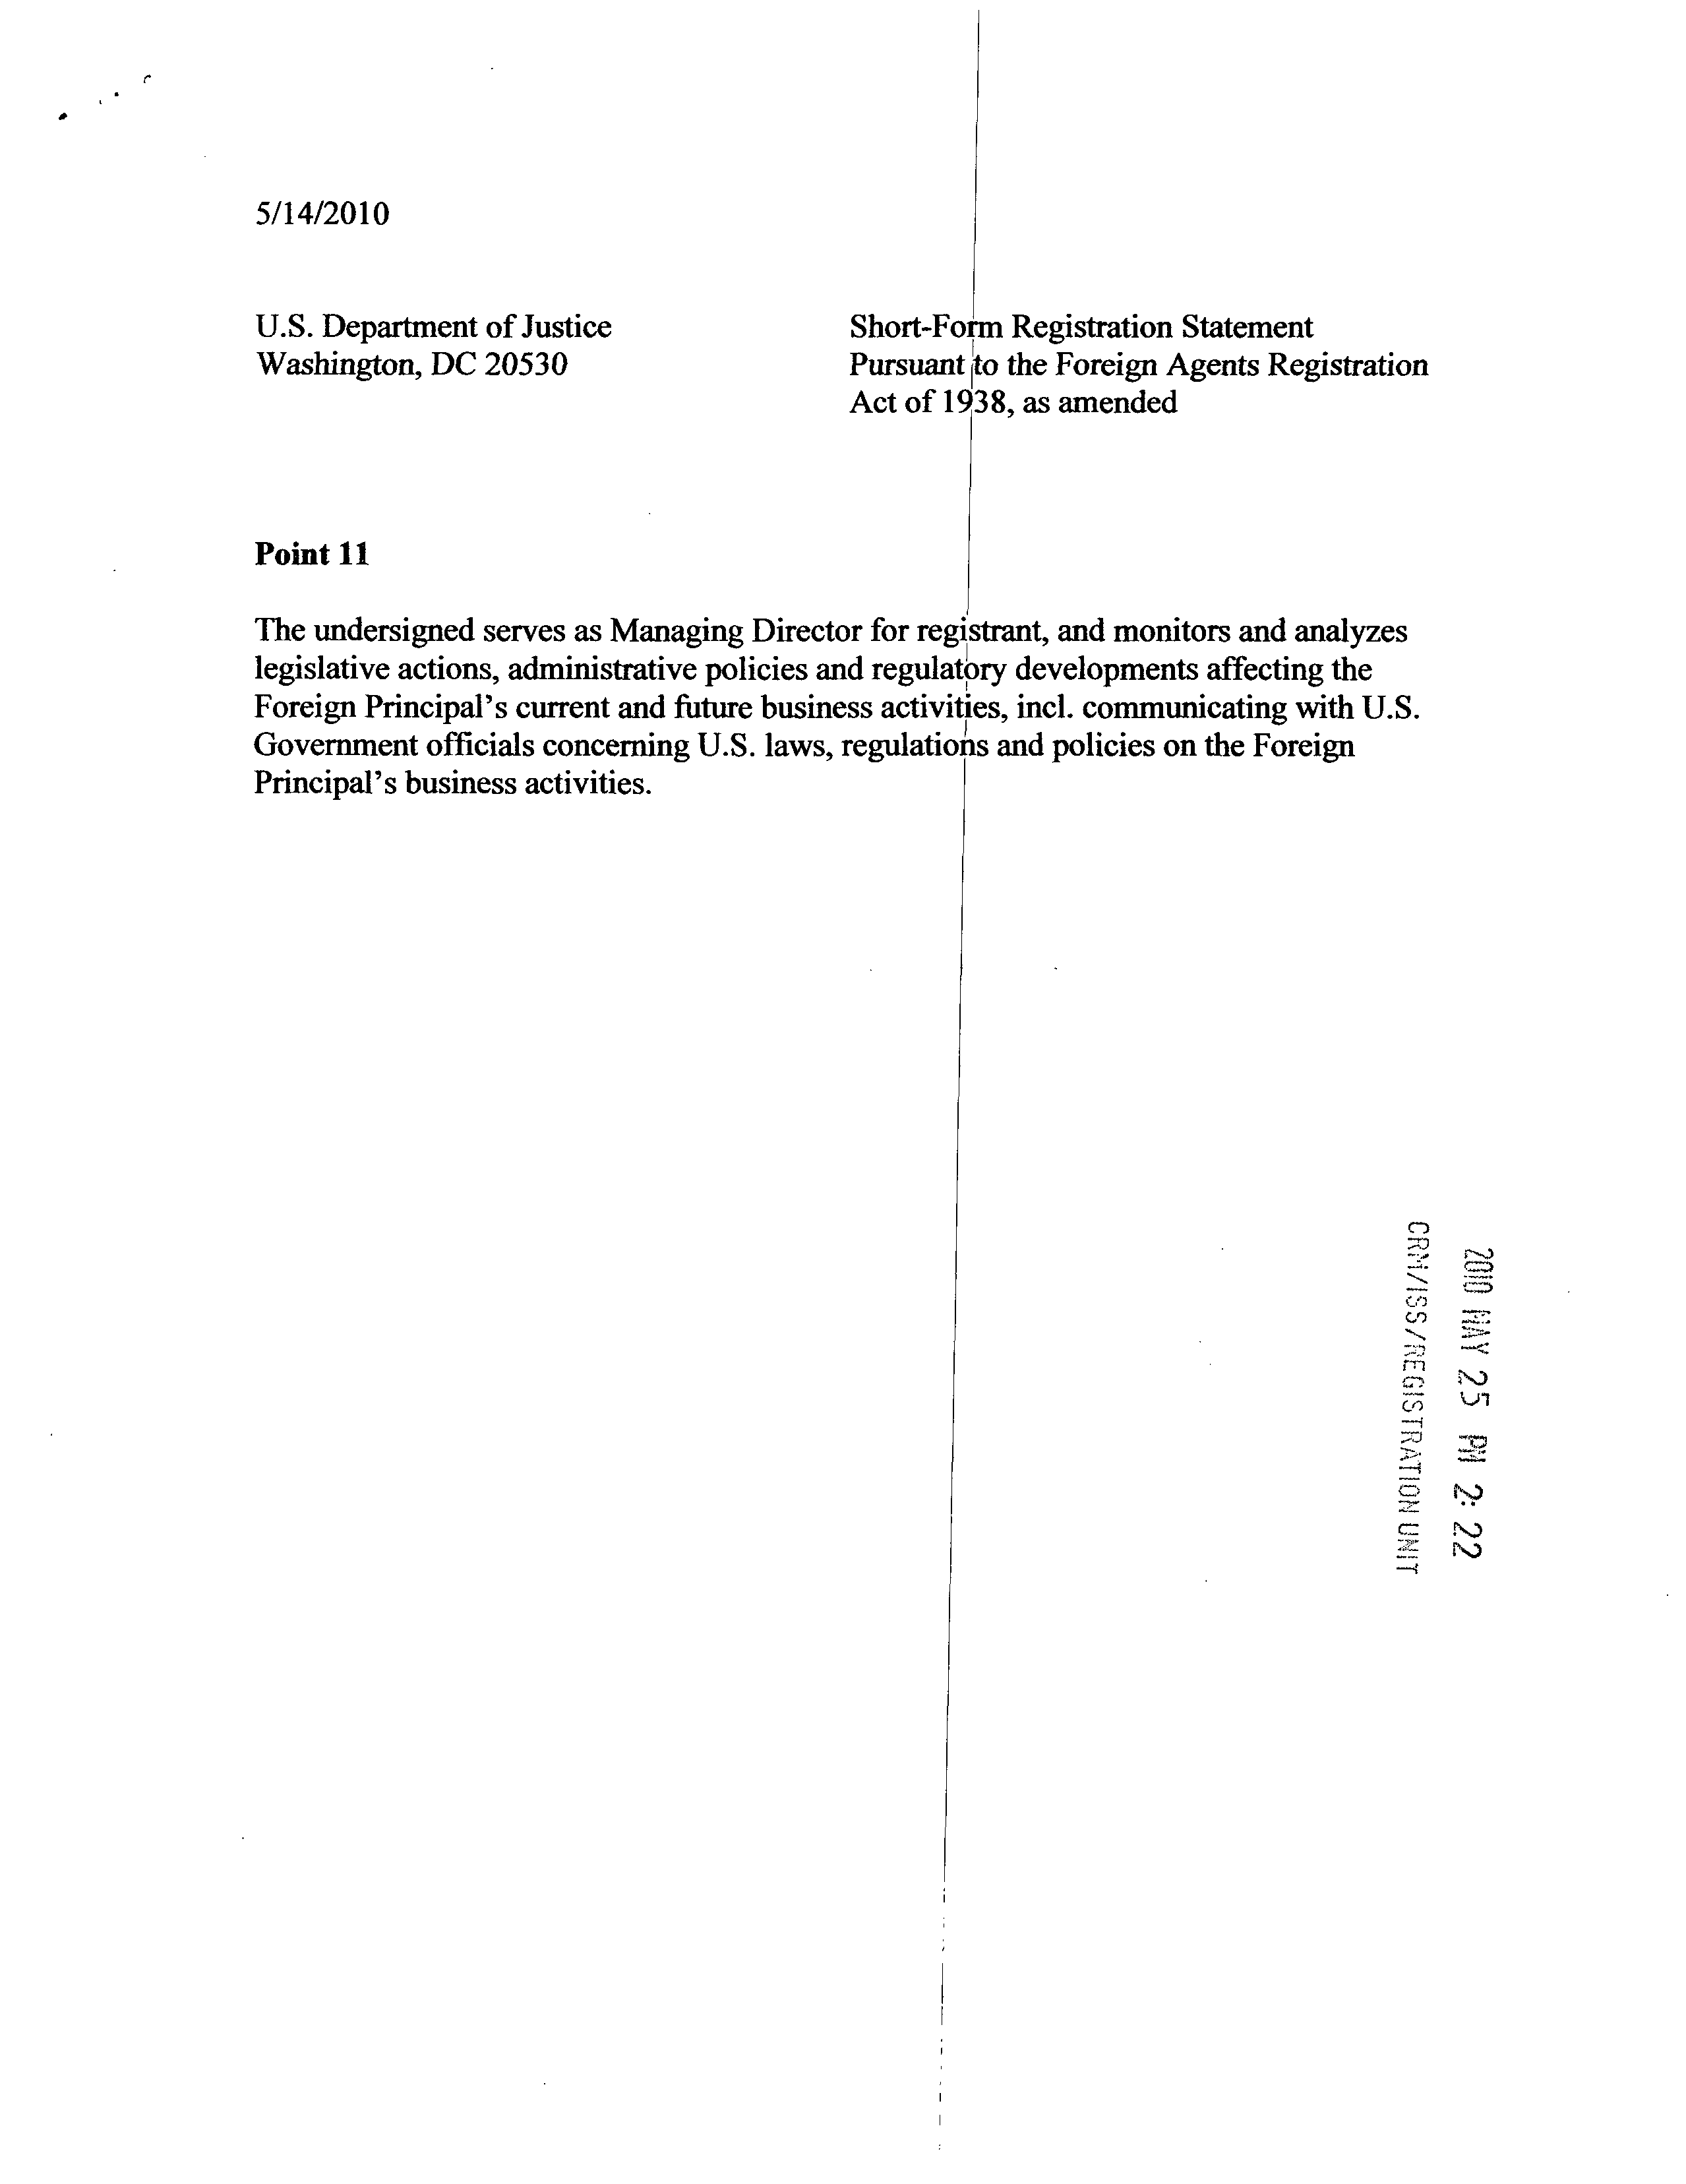 5/14/2010
U.S. Department of Justice
Washington, DC 20530
Short-Form Registration Statement
Pursuant to the Foreign Agents Registration
Act of 1938, as amended
Point 11
The undersigned serves as Managing Director for registrant, and monitors and analyzes
legislative actions, administrative policies and regulatory developments affecting the
Foreign Principal's current and future business activities, incl. communicating with U.S.
Government officials concerning U.S. laws, regulations and policies on the Foreign
Principal's business activities.
2010 MAY 25 PM 2:22
CRM/ISS/REGISTRATION UNIT